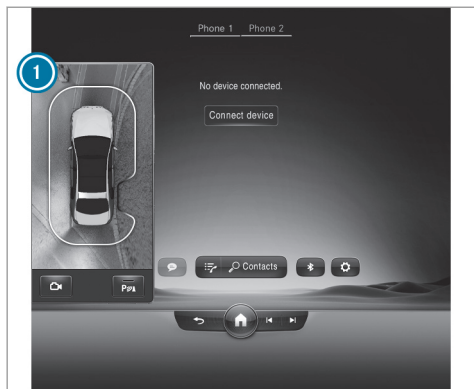 Phone 1 Phone 2
1
No device connected.
Connect device
Contacts
P